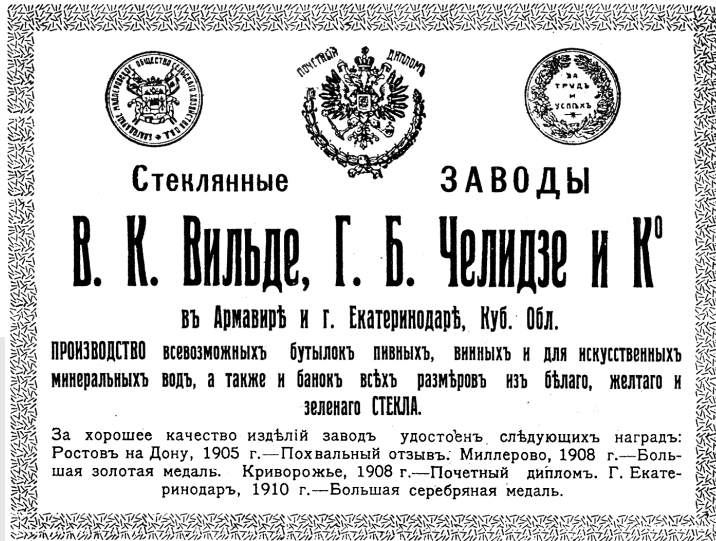 ПОЧЕТНЫЙ ДИПЛОМЪ
ЗА
ТРУДЪ
И
УСПѢХЪ
Стеклянные ЗАВОДЫ
В. К. Вильде, Г. Б. Челидзе и Кº
въ Армавирѣ и г. Екатеринодарѣ, Куб. Обл.
ПРОИЗВОДСТВО всевозможныхъ бутылокъ пивныхъ, винныхъ и для искусственныхъ
минеральныхъ водъ, а также и банокъ всѣхъ размѣровъ изъ бѣлаго, желтаго и
зеленаго СТЕКЛА.
За хорошее качество издѣлій заводъ удостоенъ слѣдующихъ наградъ:
Ростовъ на Дону, 1905 г.—Похвальный отзывъ. Миллерово, 1908 г.—Боль-
шая золотая медаль. Криворожье, 1908 г.—Почетный дипломъ. Г. Екате-
ринодаръ, 1910 г.—Большая серебряная медаль.